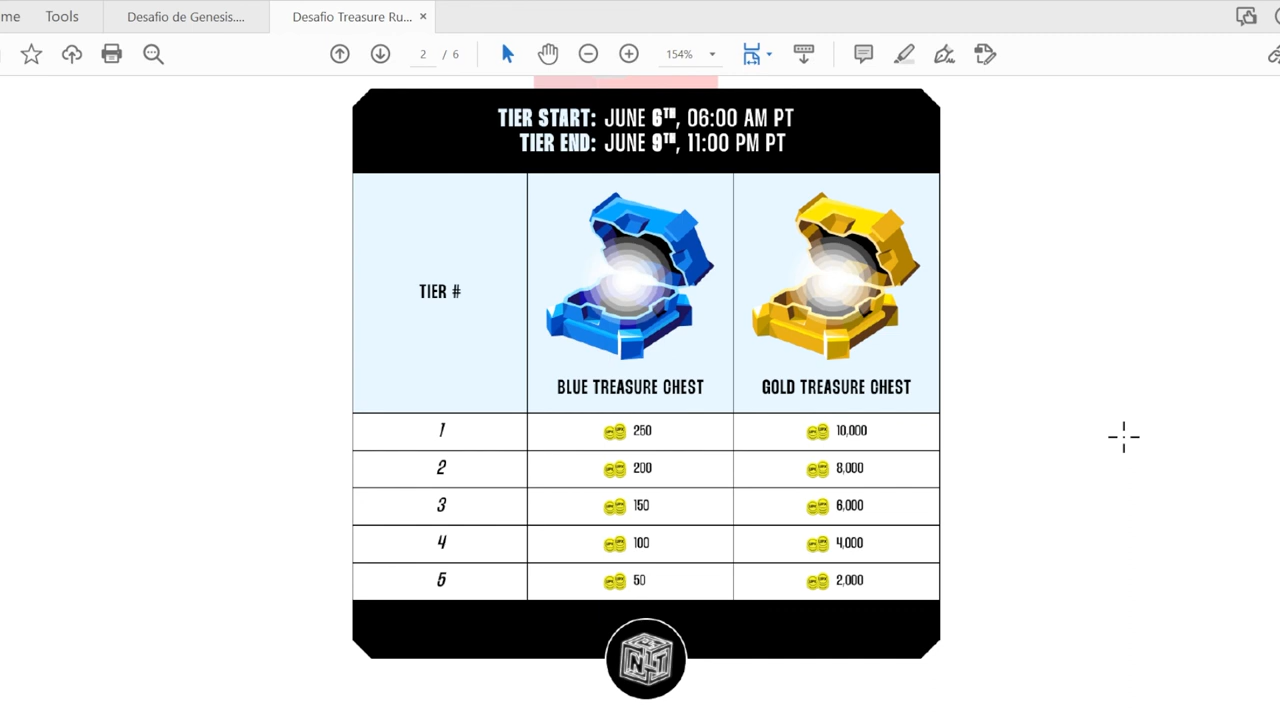 me
Tools
Desafio de Genesis....
Desafio Treasure Ru...
2 / 6
154%
TIER START: JUNE 6TH, 06:00 AM PT
TIER END: JUNE 9TH, 11:00 PM PT
TIER #
BLUE TREASURE CHEST
GOLD TREASURE CHEST
1 250 10,000
2 200 8,000
3 150 6,000
4 100 4,000
5 50 2,000